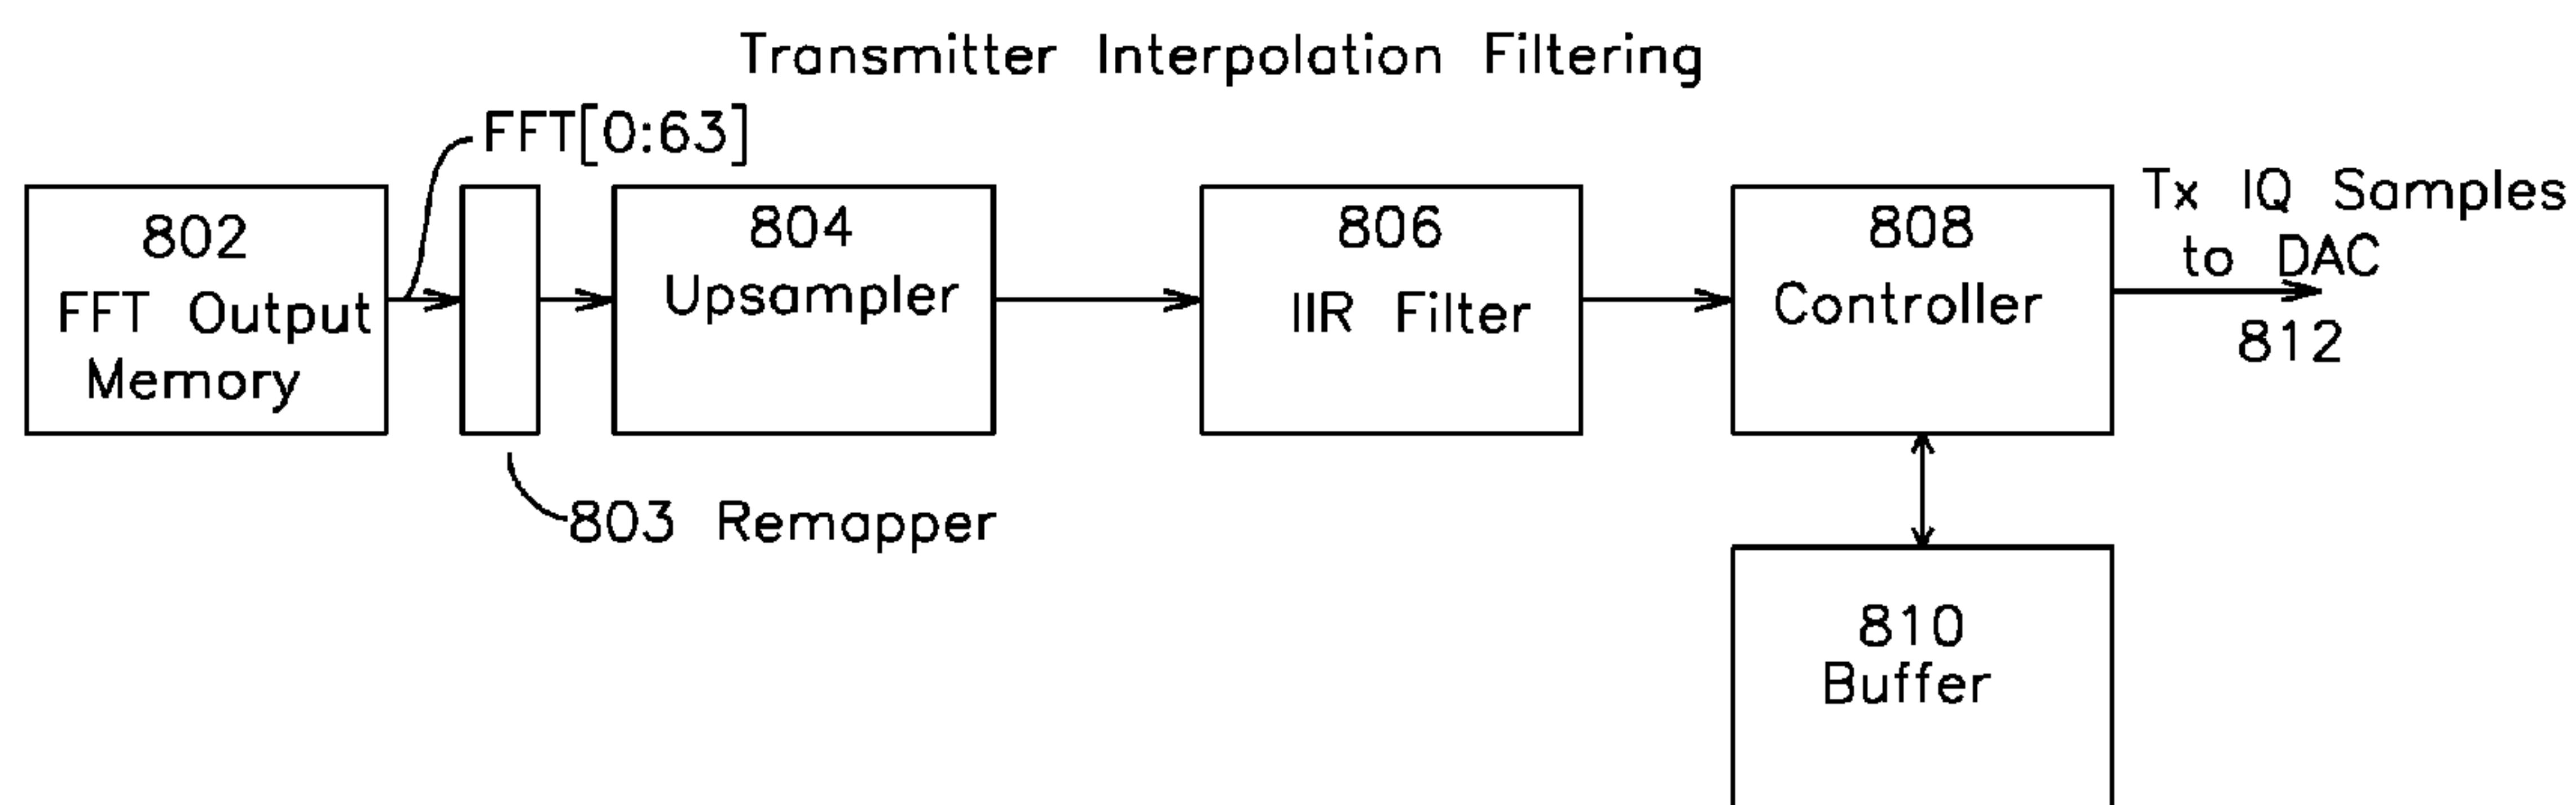 Transmitter Interpolation Filtering
FFT[0:63]
802
FFT Output
Memory
803 Remapper
804
Upsampler
806
IIR Filter
808
Controller
810
Buffer
Tx IQ Samples
to DAC
812